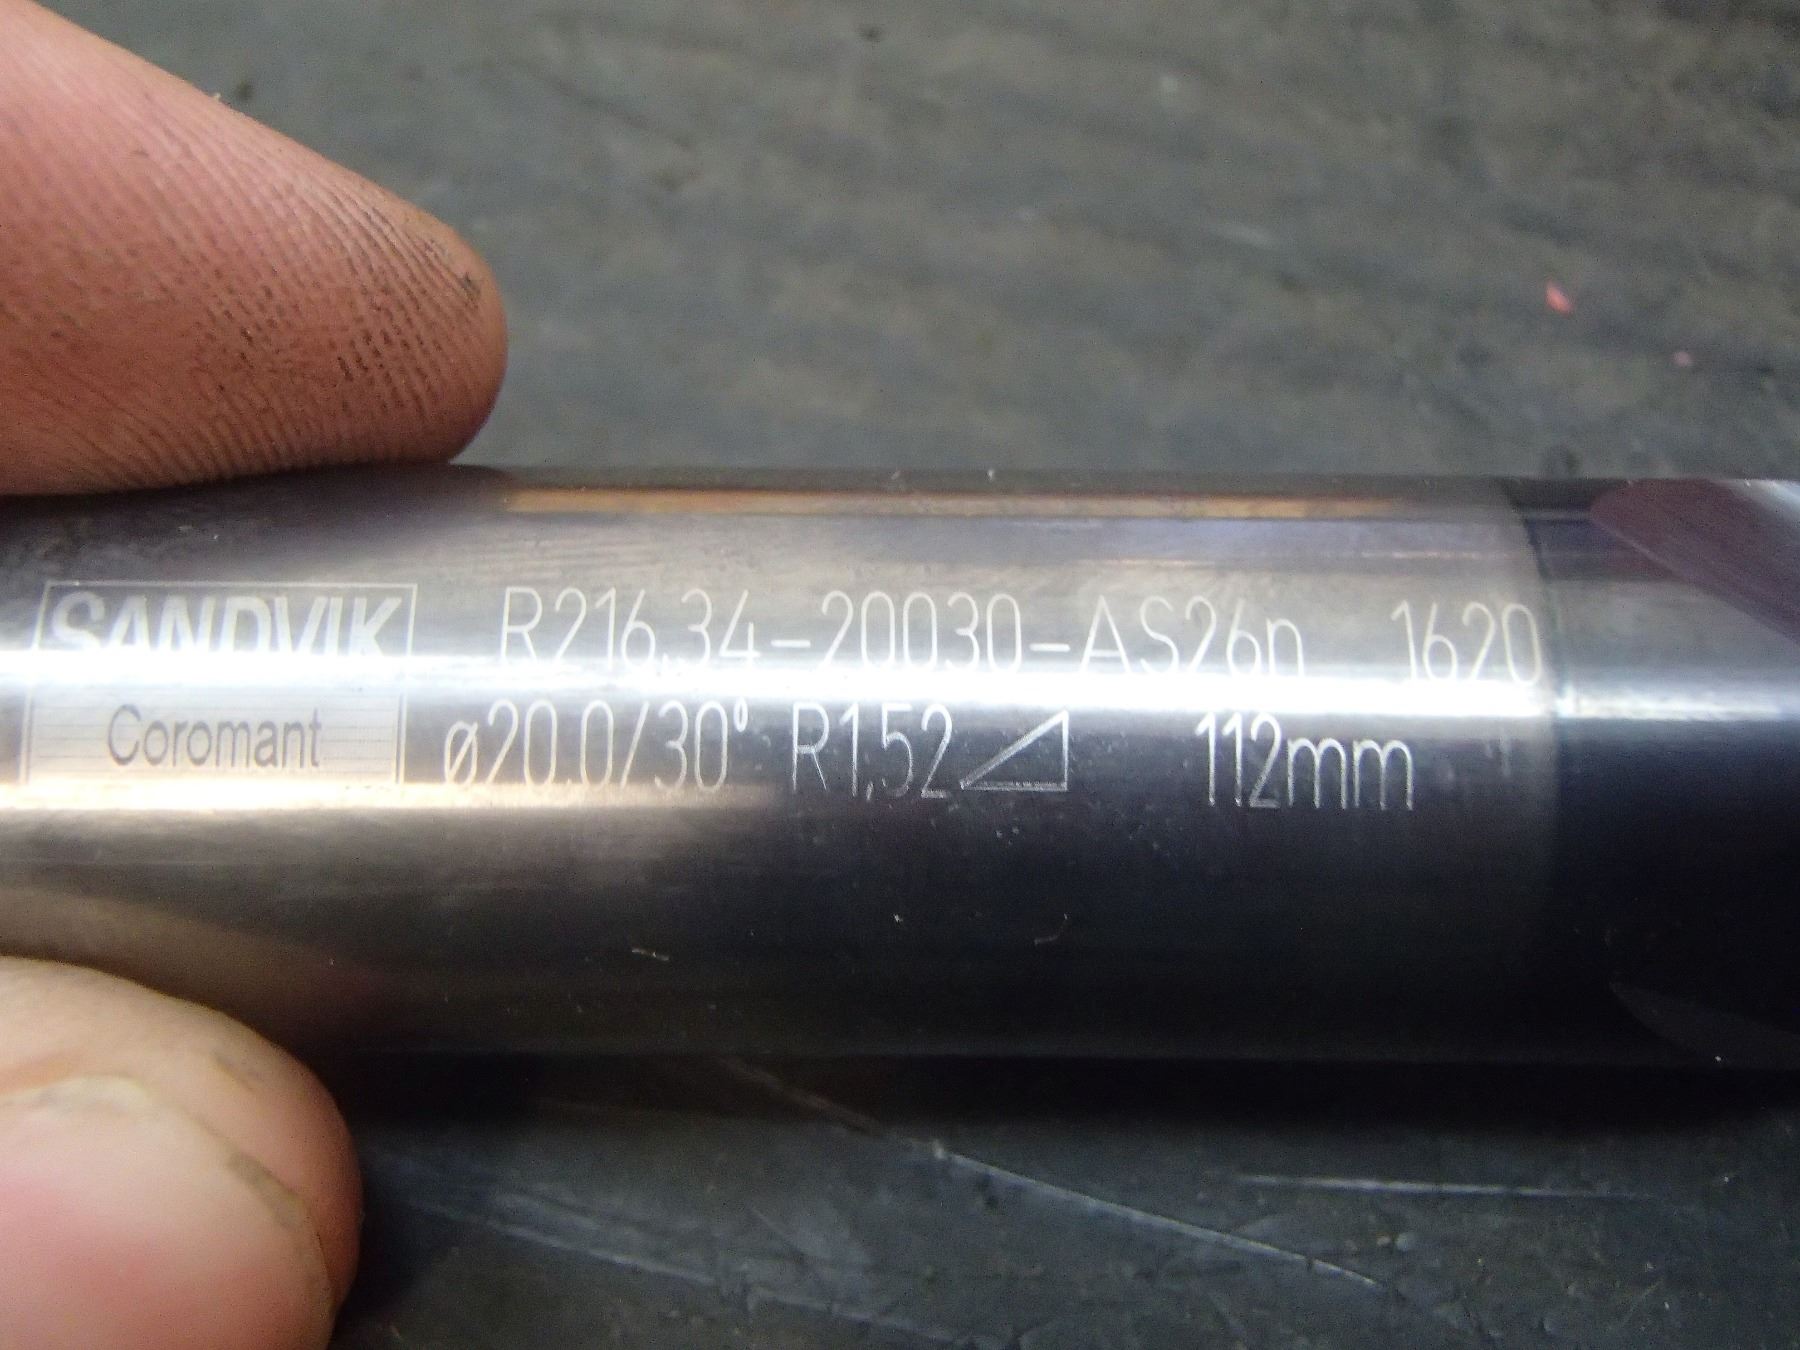 SANDVIK
Coromant
R216,34-20030-AS26n 1620
ø20.0/30° R1,52 112mm